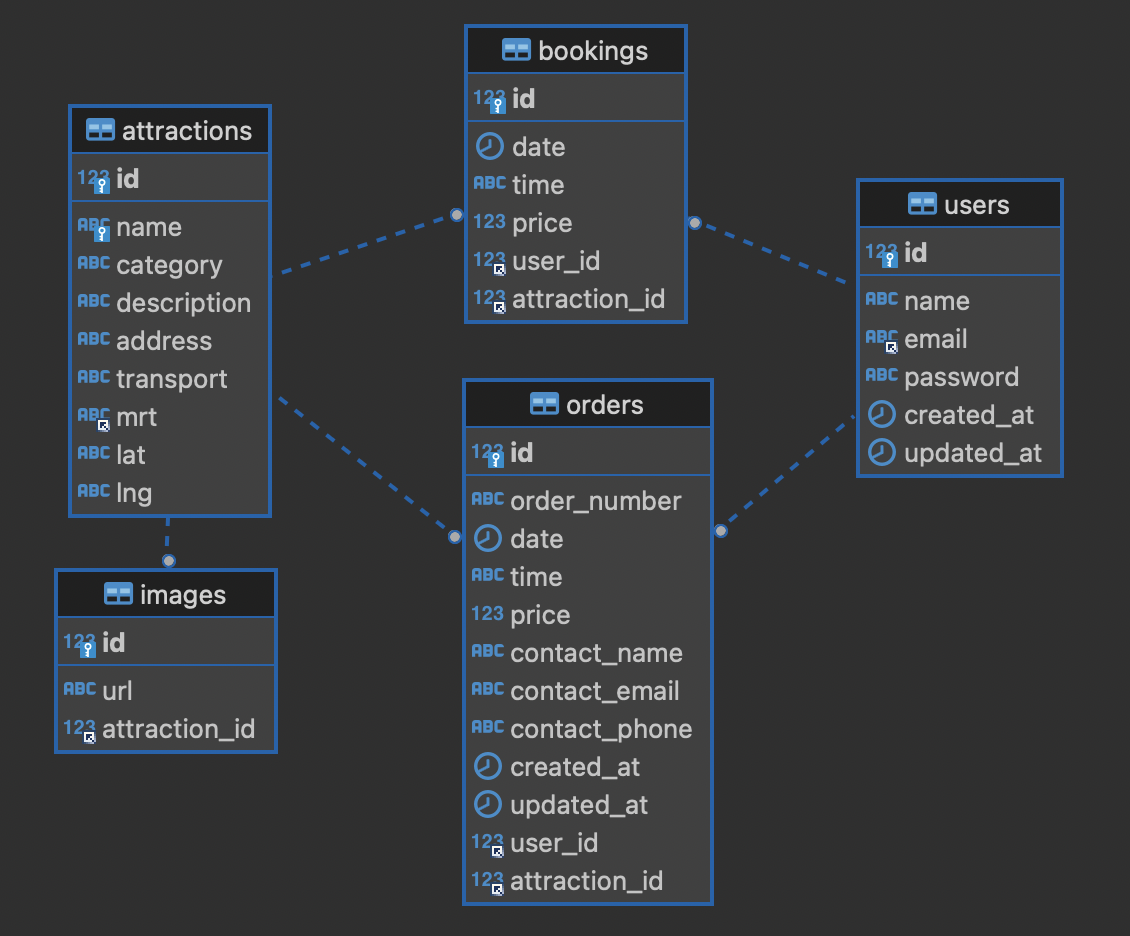 attractions
123 id
ABC name
ABC category
ABC description
ABC address
ABC transport
ABC mrt
ABC lat
ABC lng
images
123 id
ABC url
123 attraction_id
bookings
123 id
date
ABC time
123 price
123 user_id
123 attraction_id
orders
123 id
ABC order_number
date
ABC time
123 price
ABC contact_name
ABC contact_email
ABC contact_phone
created_at
updated_at
123 user_id
123 attraction_id
users
123 id
ABC name
ABC email
ABC password
created_at
updated_at